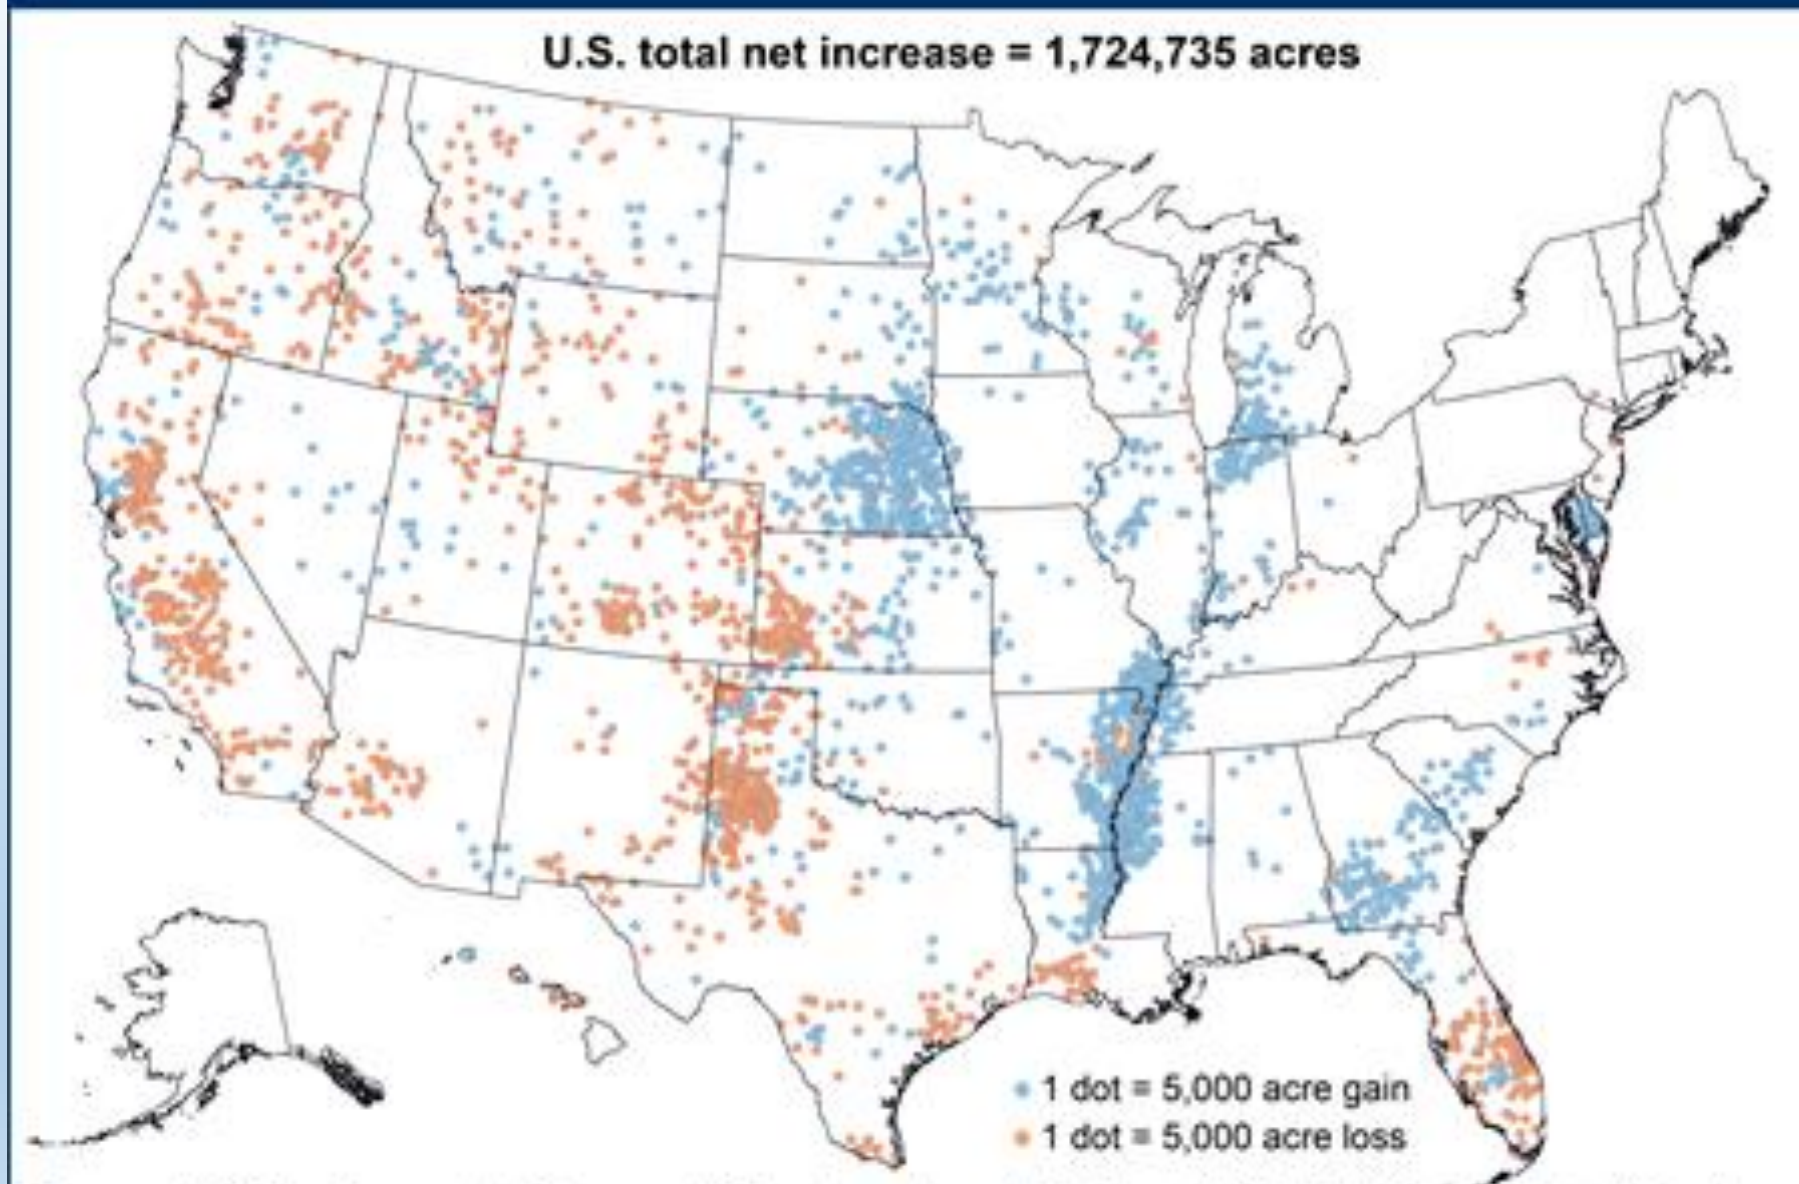 U.S. total net increase = 1,724,735 acres
1 dot = 5,000 acre gain
1 dot = 5,000 acre loss